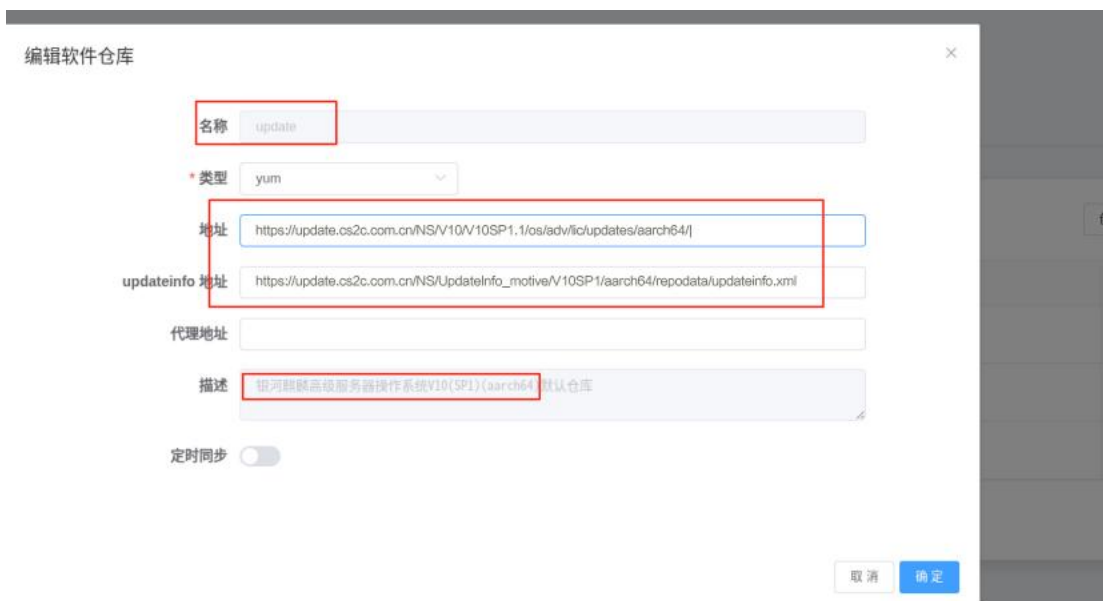 编辑软件仓库
名称 update
* 类型 yum
地址 https://update.cs2c.com.cn/NS/V10/V10SP1.1/os/adv/lic/updates/aarch64/
updateinfo 地址 https://update.cs2c.com.cn/NS/UpdateInfo_motive/V10SP1/aarch64/repodata/updateinfo.xml
代理地址
描述 银河麒麟高级服务器操作系统V10(SP1)(aarch64)默认仓库
定时同步
取消 确定